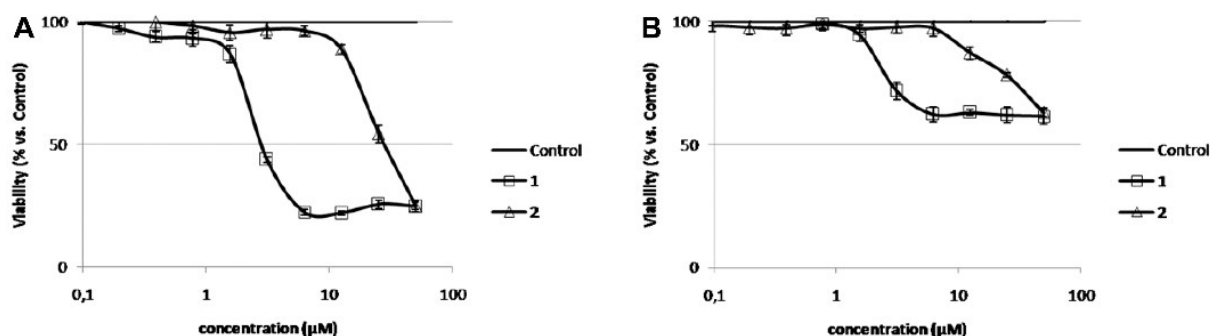 A
100
50
0
Viability (% vs. Control)
0,1 1 10 100
concentration (µM)
Control
1
2
B
100
50
0
Viability (% vs. Control)
0,1 1 10 100
concentration (µM)
Control
1
2